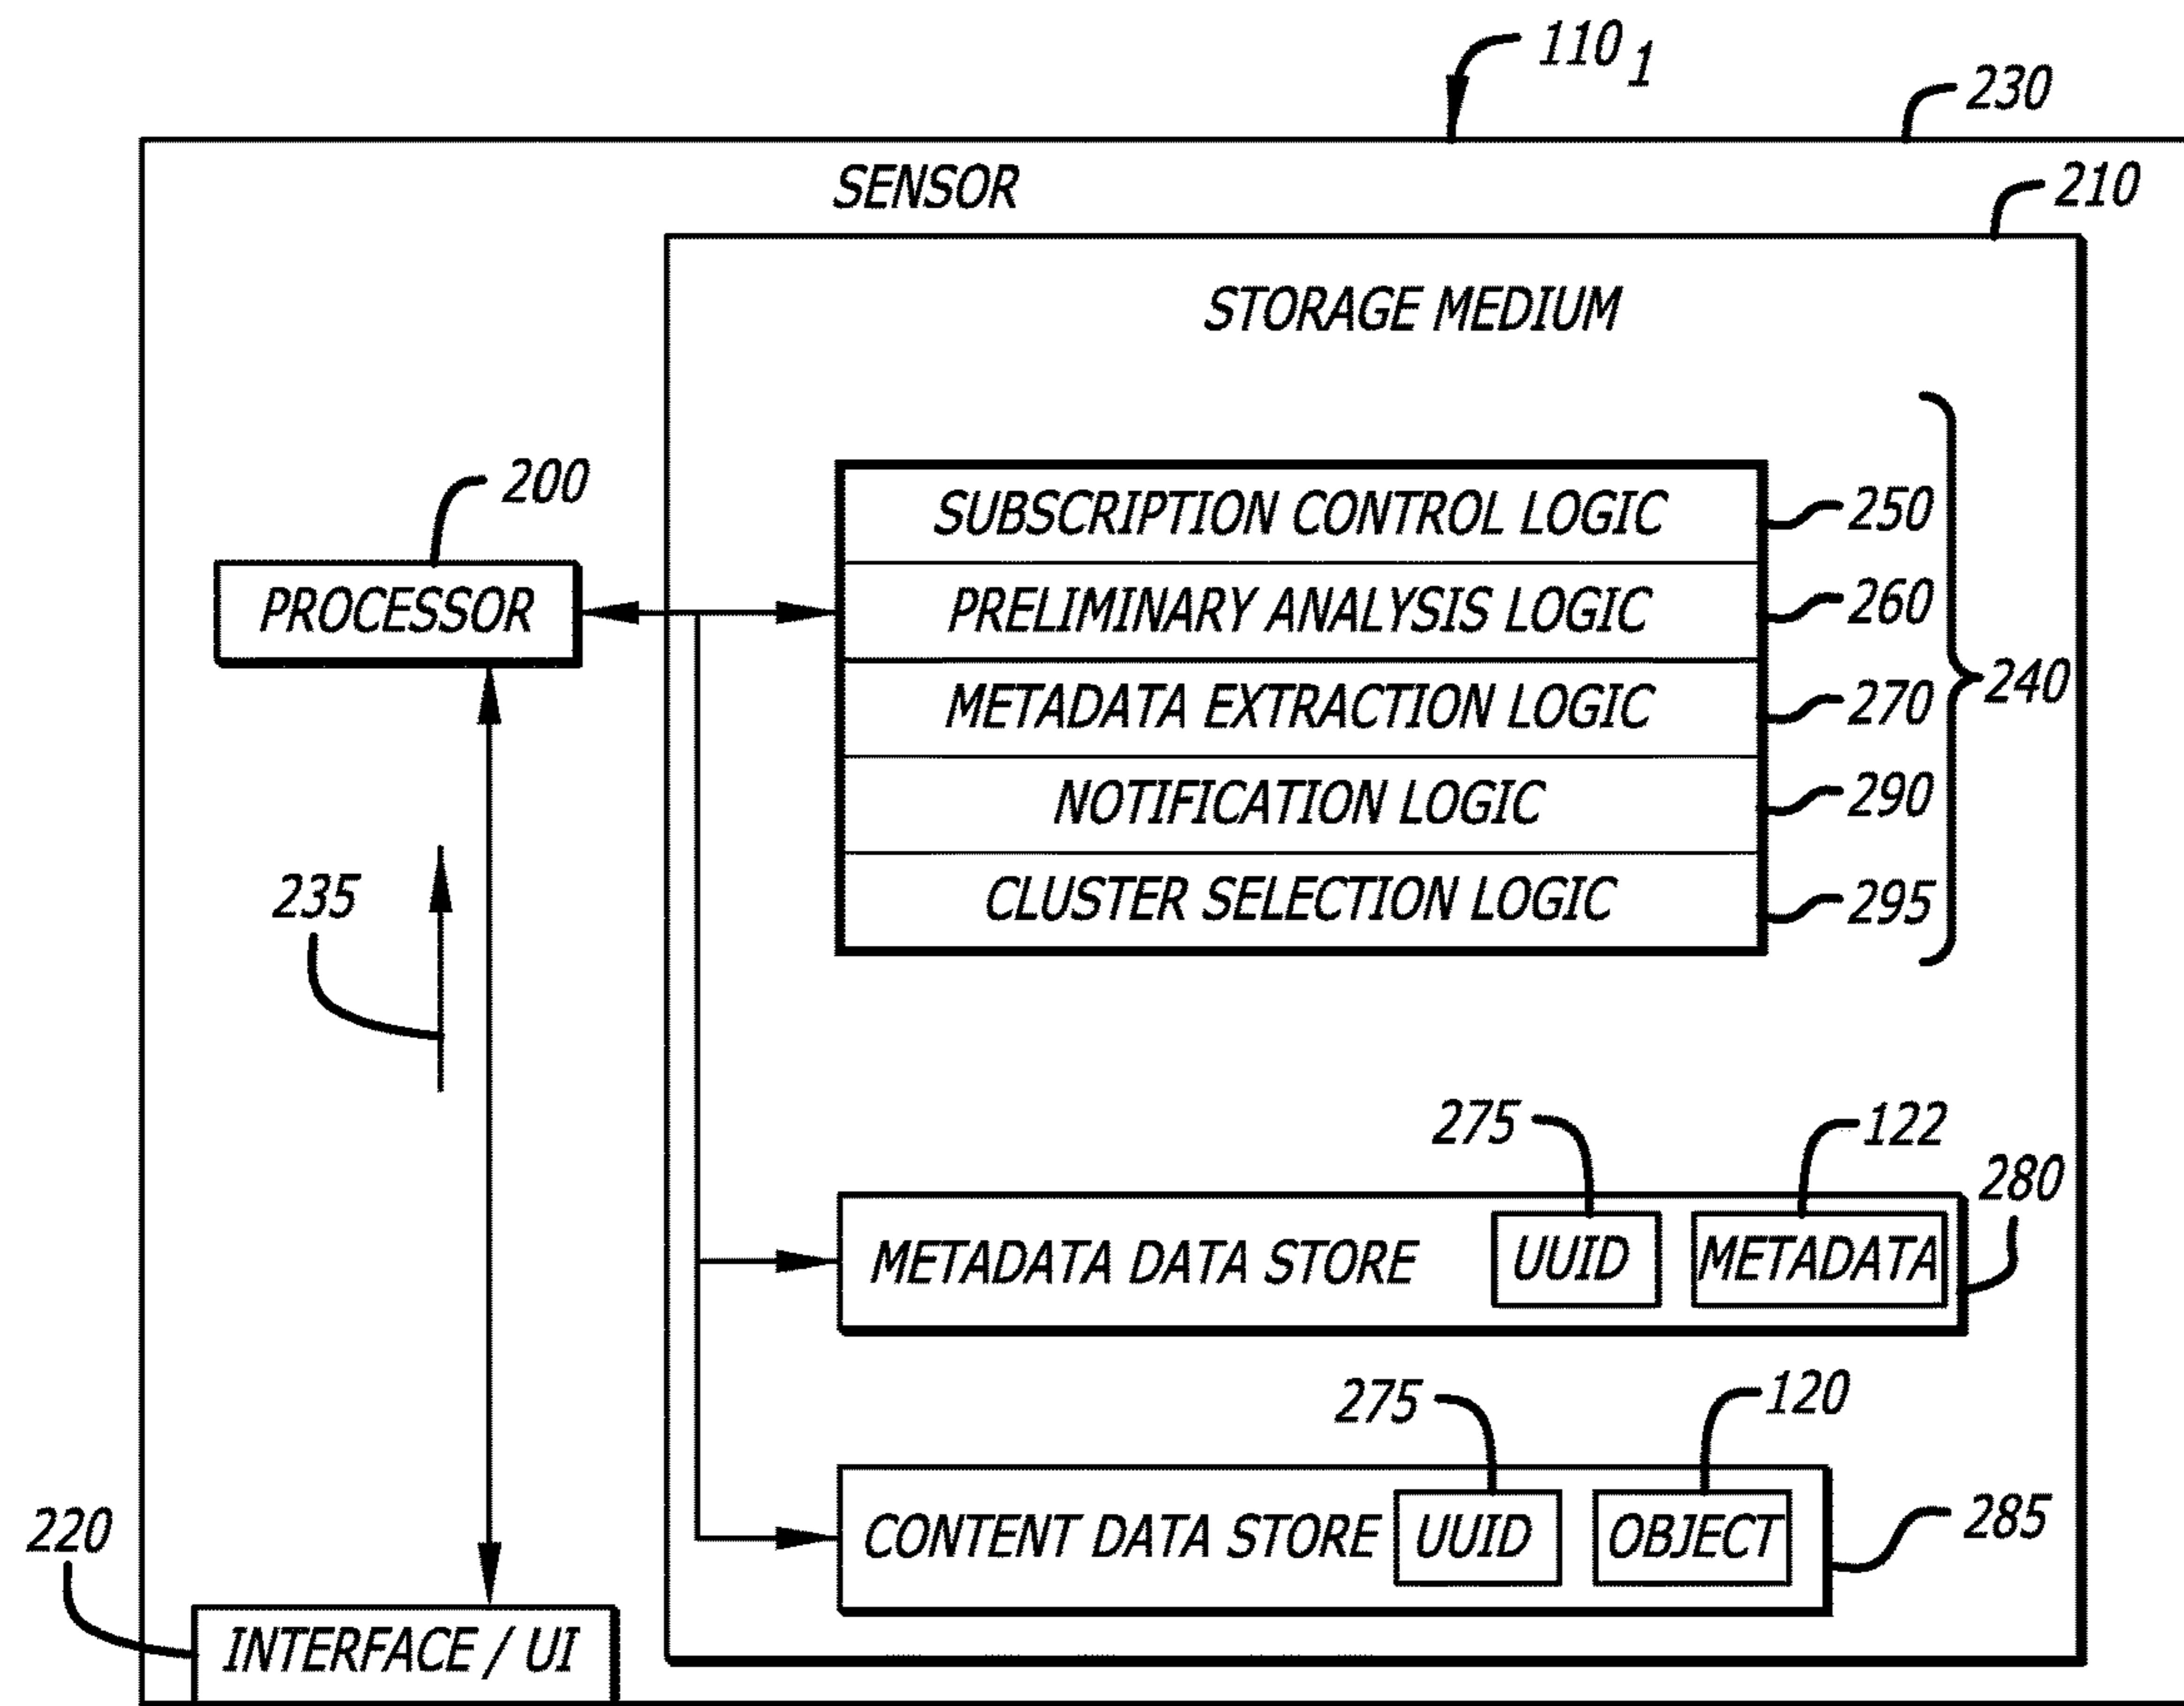 110 1
230
SENSOR
210
STORAGE MEDIUM
200
PROCESSOR
SUBSCRIPTION CONTROL LOGIC 250
PRELIMINARY ANALYSIS LOGIC 260
METADATA EXTRACTION LOGIC 270
240
NOTIFICATION LOGIC 290
CLUSTER SELECTION LOGIC 295
235
275 122
280
METADATA DATA STORE UUID METADATA
275 120
CONTENT DATA STORE UUID OBJECT 285
220
INTERFACE / UI